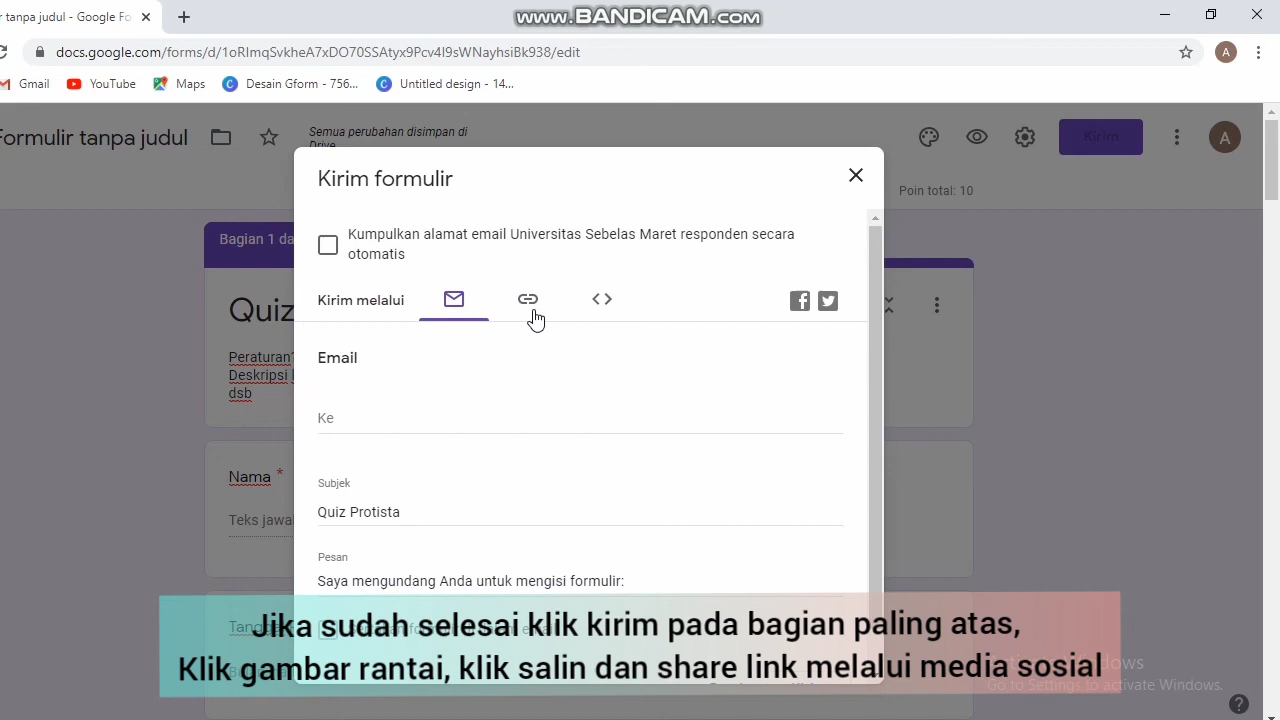 r tanpa judul - Google Fo
www.BANDICAM.com
docs.google.com/forms/d/1oRlmqSvkheA7xDO70SSAtyx9Pcv4I9sWNayhsiBk938/edit
A
Gmail
YouTube
Maps
Desain Gform - 756...
Untitled design - 14...
Formulir tanpa judul
Semua perubahan disimpan di
Drive
Kirim
A
Poin total: 10
Kirim formulir
Kumpulkan alamat email Universitas Sebelas Maret responden secara
otomatis
Kirim melalui
Bagian 1 da
Quiz
Peraturan
Deskripsi
dsb
Email
Ke
Nama *
Teks jawa
Subjek
Quiz Protista
Pesan
Saya mengundang Anda untuk mengisi formulir:
Jika sudah selesai klik kirim pada bagian paling atas,
Klik gambar rantai, klik salin dan share link melalui media sosial
Go to Settings to activate Windows.